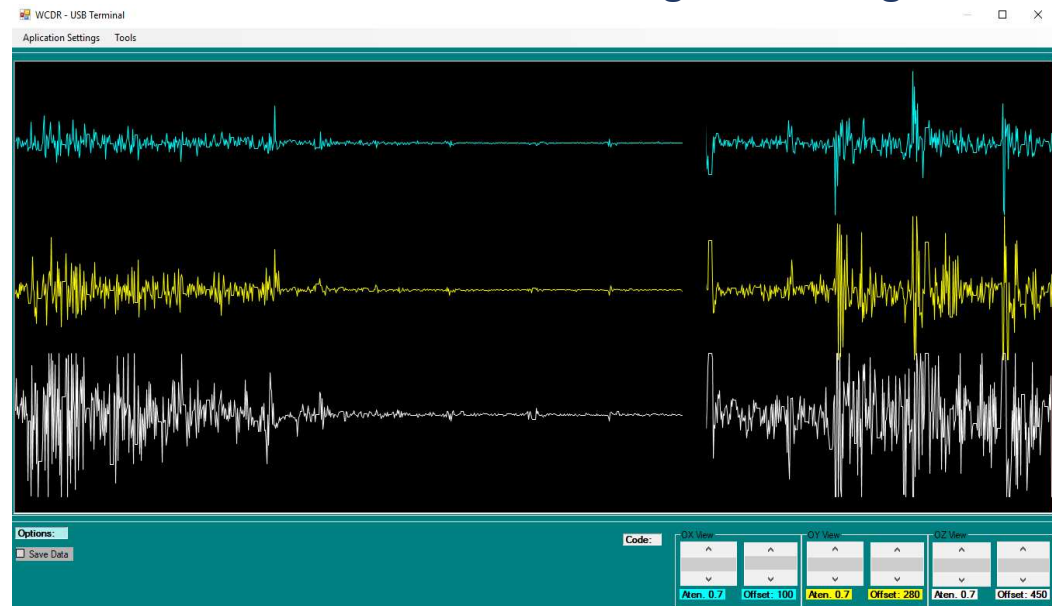 WCDR - USB Terminal
Aplication Settings Tools
Options:
Save Data
Code:
OX View
OY View
OZ View
Aten. 0.7 Offset: 100 Aten. 0.7 Offset: 280 Aten. 0.7 Offset: 450